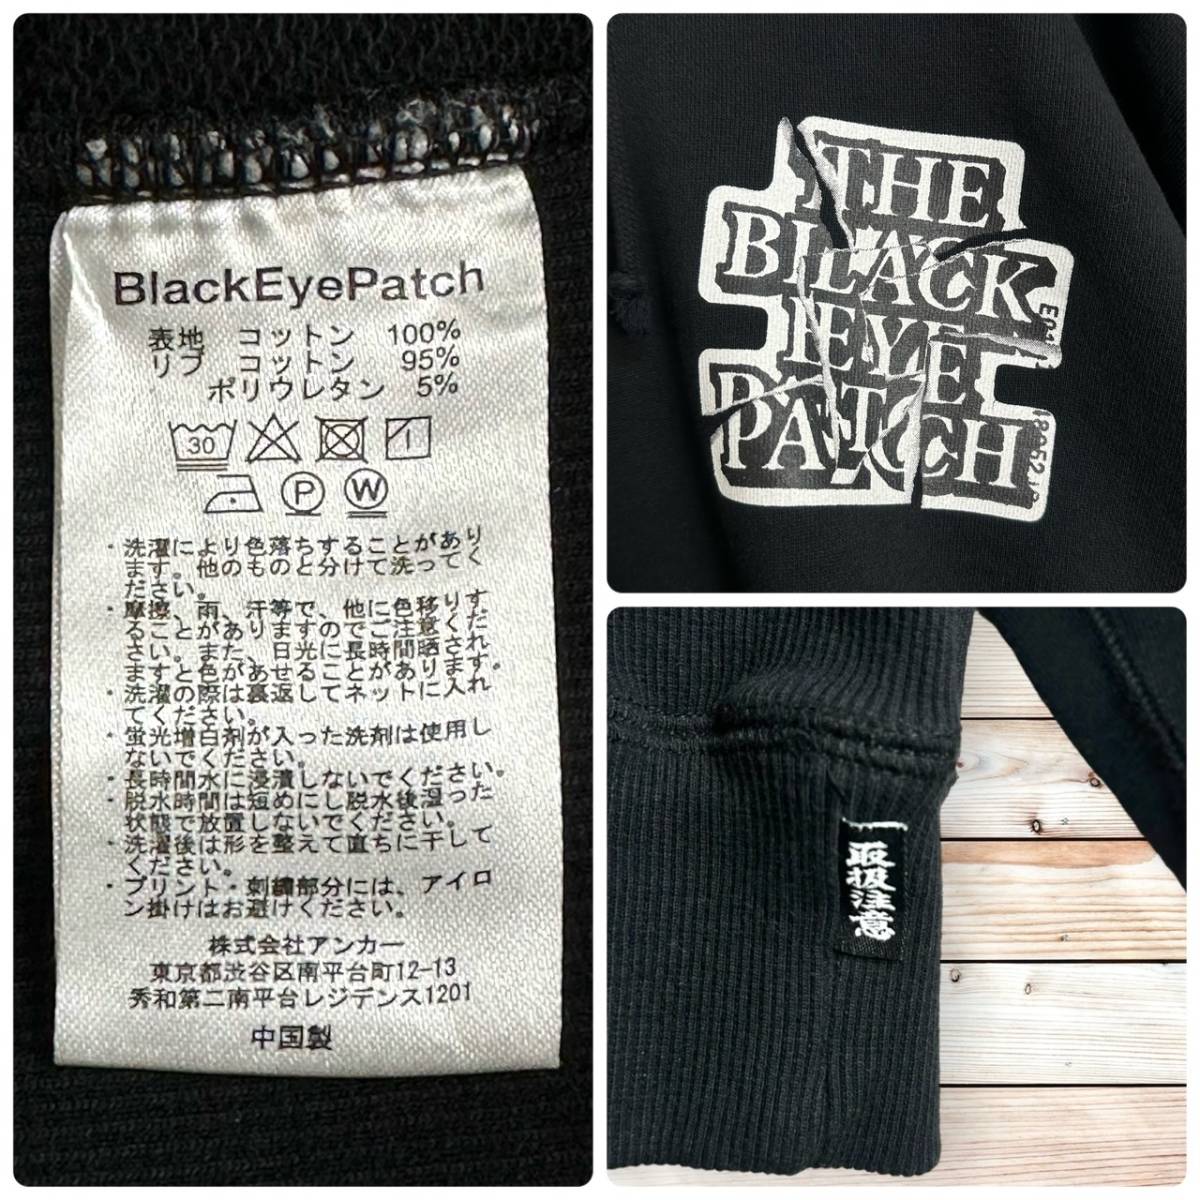 BlackEyePatch
表地 コットン 100%
リブ コットン 95%
ポリウレタン 5%
30
P
W
・洗濯により色落ちすることがあり
ます。他のものと分けて洗ってく
ださい。
・摩擦、雨、汗等で、他に色移りす
ることがありますのでご注意くだ
さい。また、日光に長時間晒され
ますと色があせることがあります。
・洗濯の際は裏返してネットに入れ
てください。
・蛍光増白剤が入った洗剤は使用し
ないでください。
・長時間水に浸漬しないでください。
・脱水時間は短めにし脱水後湿った
状態で放置しないでください。
・洗濯後は形を整えて直ちに干して
ください。
・プリント・刺繍部分には、アイロ
ン掛けはお避けください。
株式会社アンカー
東京都渋谷区南平台町12-13
秀和第二南平台レジデンス1201
中国製
THE
BLACK
EYE
PATCH
取扱注意